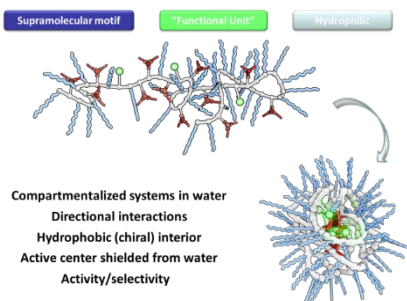 Supramolecular motif
"Functional Unit"
Hydrophilic
Compartmentalized systems in water
Directional interactions
Hydrophobic (chiral) interior
Active center shielded from water
Activity/selectivity